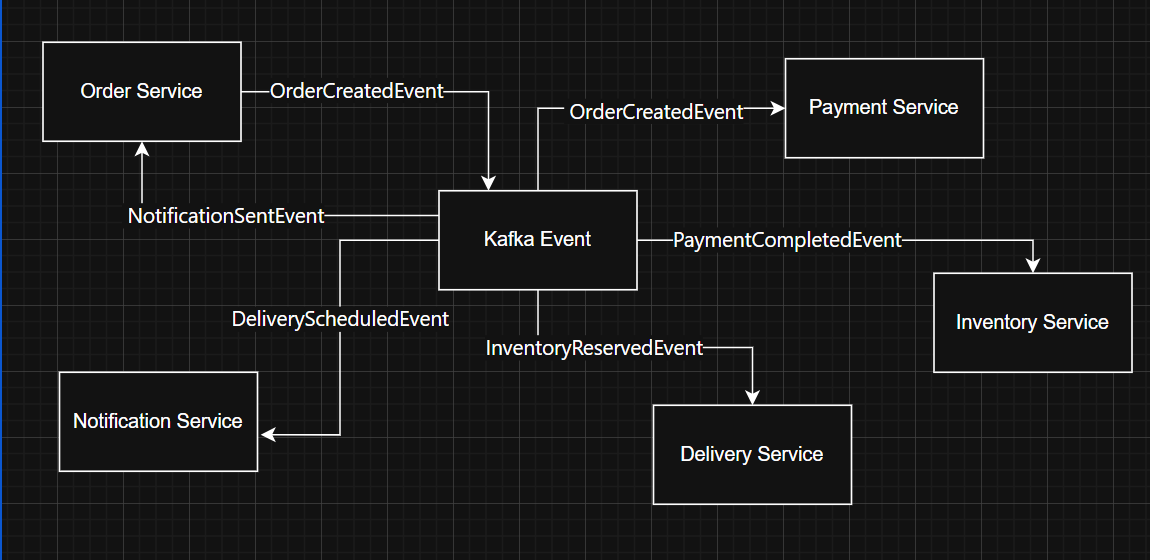 Order Service
OrderCreatedEvent
OrderCreatedEvent
Payment Service
NotificationSentEvent
Kafka Event
PaymentCompletedEvent
DeliveryScheduledEvent
Inventory Service
InventoryReservedEvent
Notification Service
Delivery Service